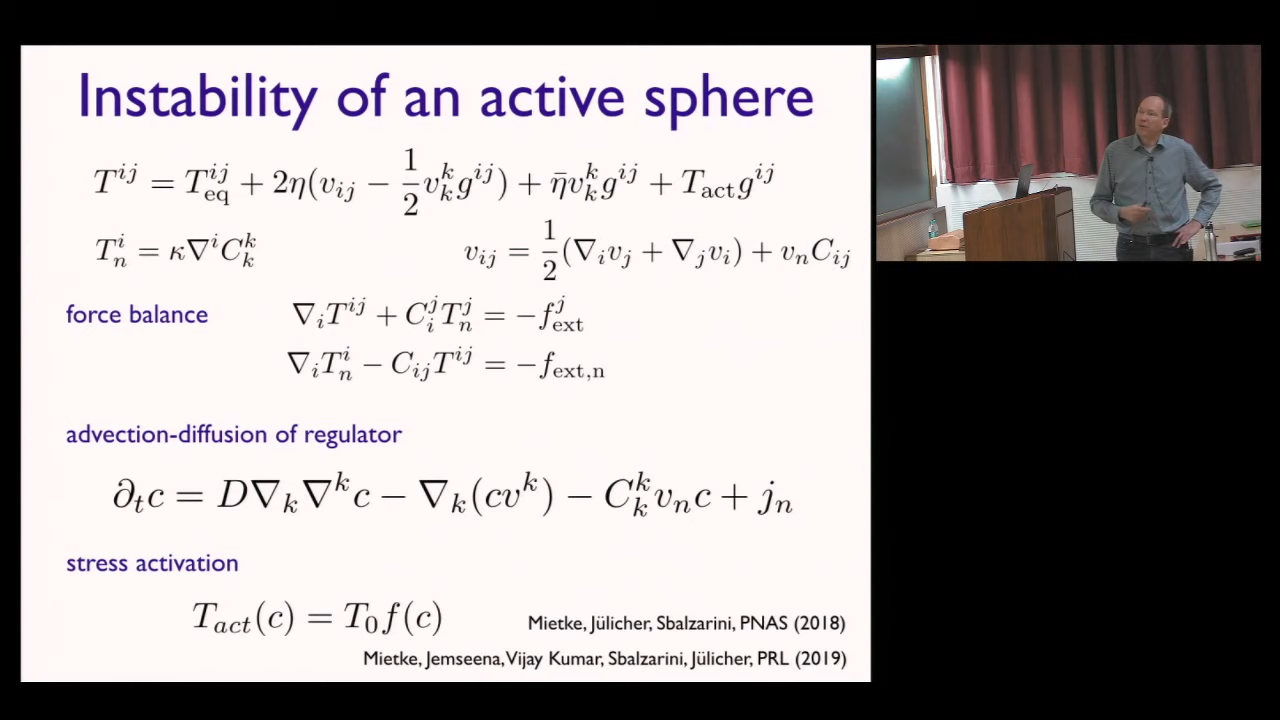 Instability of an active sphere
T^{ij} = T^{ij}_{eq} + 2η(v_{ij} − \frac{1}{2} v^k_k g^{ij}) + \bar{η} v^k_k g^{ij} + T_{act} g^{ij}
T^i_n = κ∇^i C^k_k    v_{ij} = \frac{1}{2}(∇_i v_j + ∇_j v_i) + v_n C_{ij}
force balance    ∇_i T^{ij} + C^j_i T^j_n = −f^j_{ext}
∇_i T^i_n − C_{ij} T^{ij} = −f_{ext,n}
advection-diffusion of regulator
∂_t c = D∇_k ∇^k c − ∇_k(cv^k) − C^k_k v_n c + j_n
stress activation
T_{act}(c) = T_0 f(c)
Mietke, Jülicher, Sbalzarini, PNAS (2018)
Mietke, Jemseena, Vijay Kumar, Sbalzarini, Jülicher, PRL (2019)